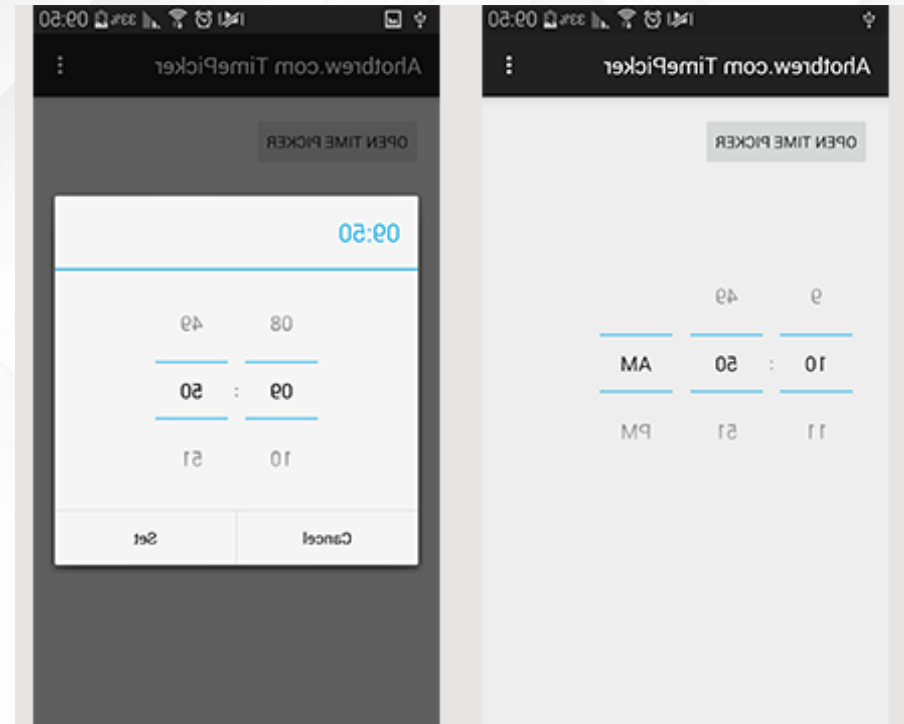 33% 09:50
Ahotbrew.com TimePicker
OPEN TIME PICKER
9 49
10 : 50 AM
11 51 PM
33% 09:50
Ahotbrew.com TimePicker
OPEN TIME PICKER
09:50
08 49
09 : 50
10 51
Cancel Set